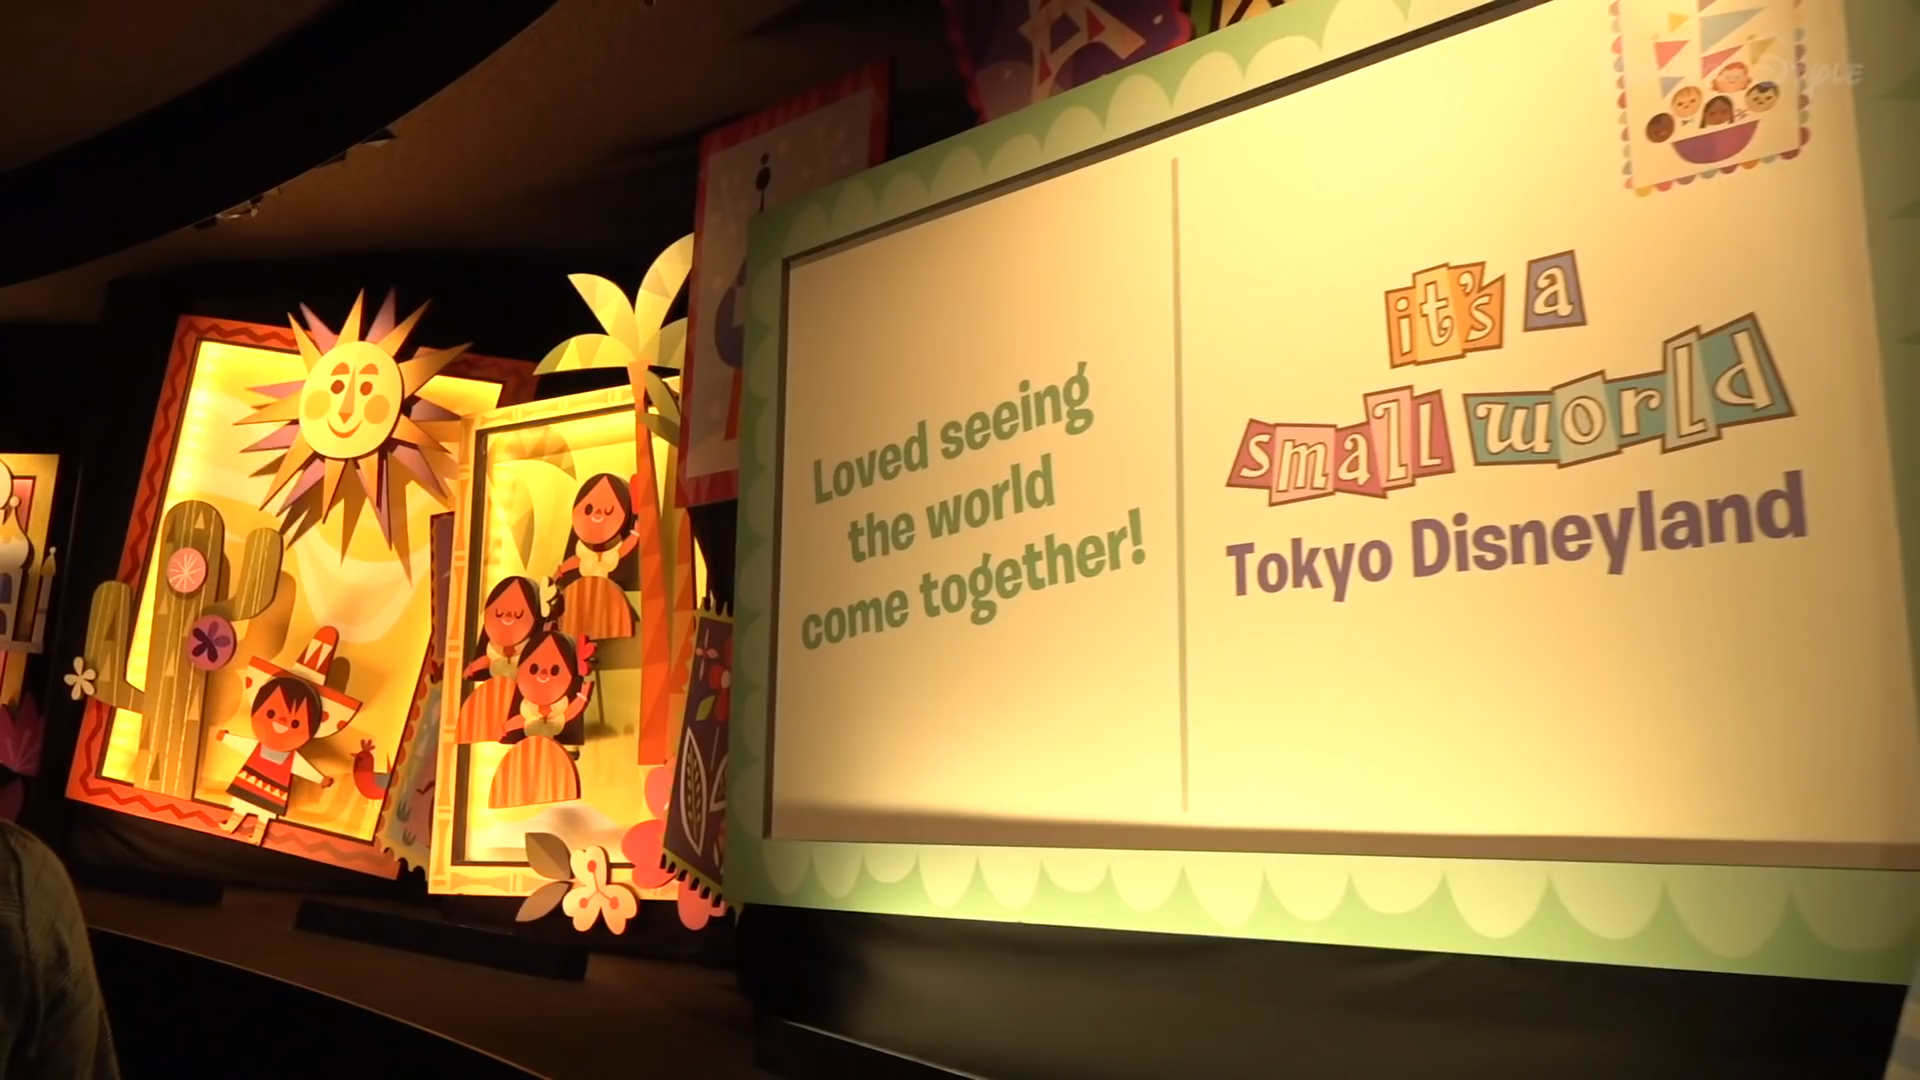 Loved seeing
the world
come together!
it's a
small world
Tokyo Disneyland